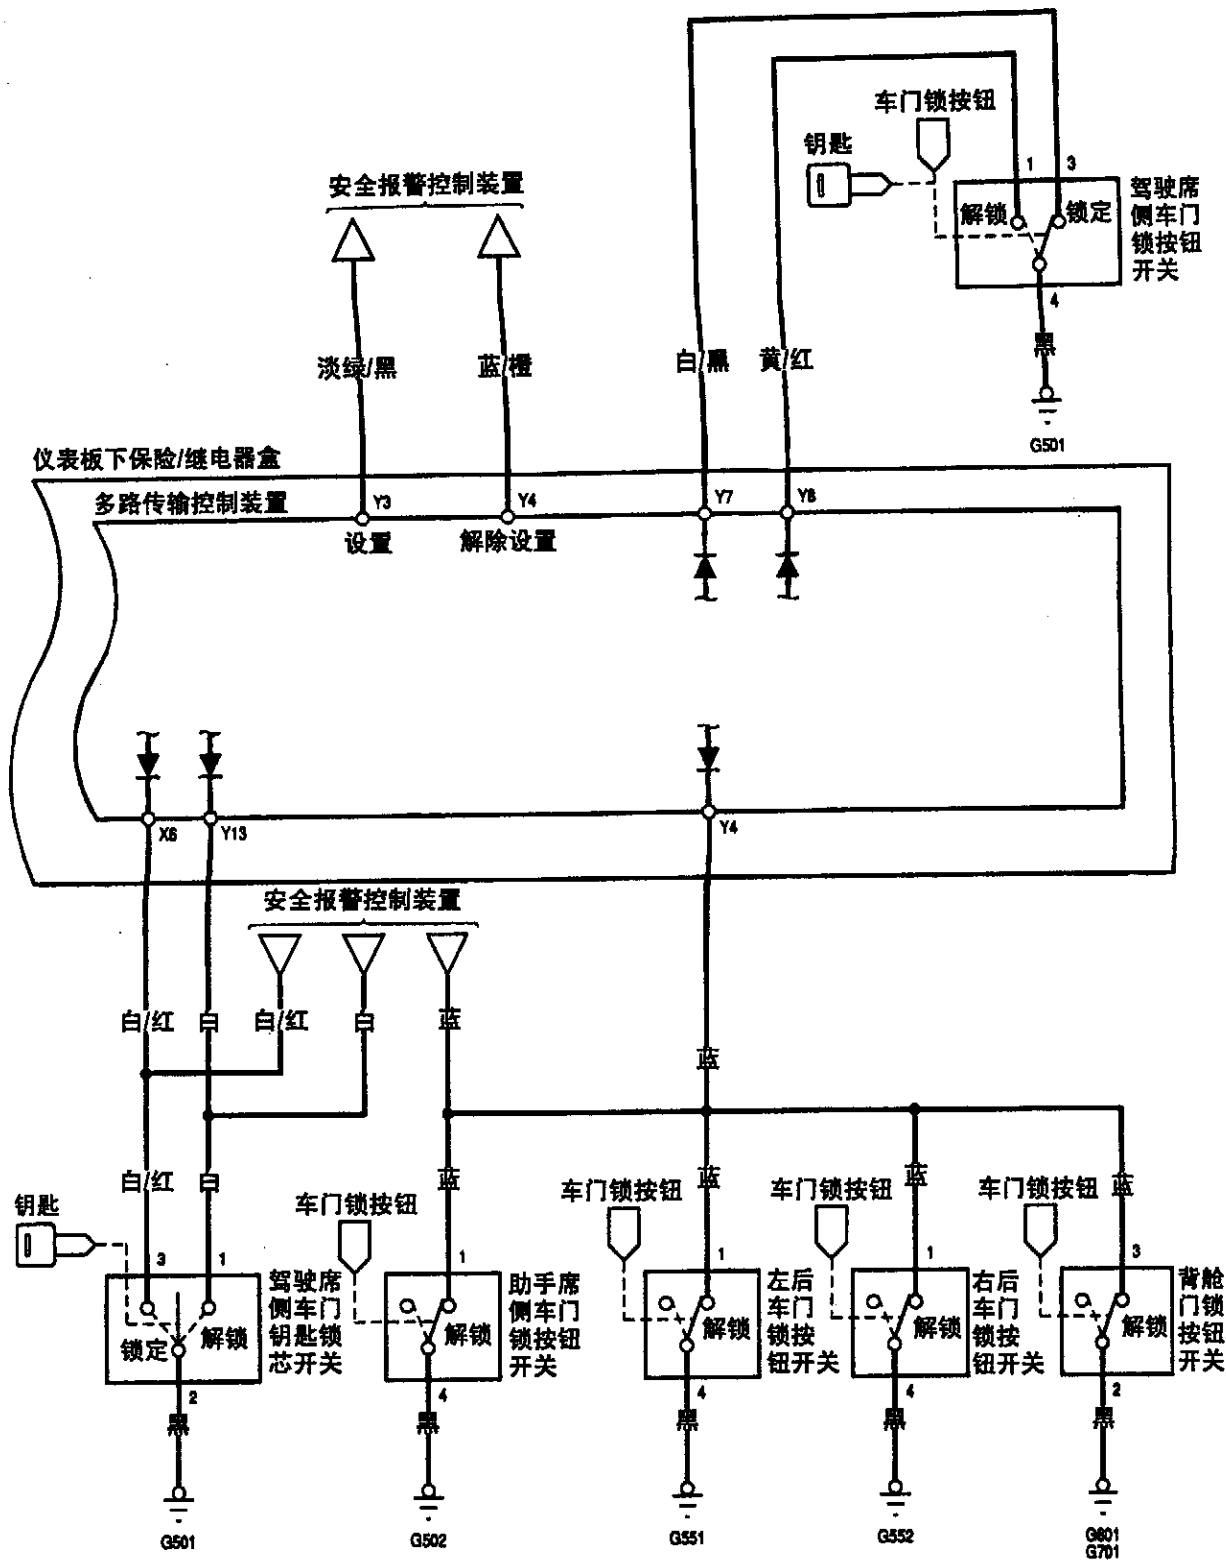 车门锁按钮
钥匙
1
3
安全报警控制装置
解锁
锁定
驾驶席
侧车门
锁按钮
开关
4
黑
G501
淡绿/黑
蓝/橙
白/黑
黄/红
仪表板下保险/继电器盒
多路传输控制装置
Y3
Y4
Y7
设置
解除设置
X6
Y13
Y4
安全报警控制装置
白/红
白
白/红
白
蓝
蓝
白/红
白
蓝
蓝
蓝
蓝
钥匙
车门锁按钮
车门锁按钮
车门锁按钮
车门锁按钮
3
1
1
1
1
3
锁定
解锁
驾驶席
侧车门
钥匙锁
芯开关
解锁
助手席
侧车门
锁按钮
开关
解锁
左后
车门
锁按
钮开关
解锁
右后
车门
锁按
钮开关
解锁
背舱
门锁
按钮
开关
2
4
4
4
2
黑
黑
黑
黑
黑
G501
G502
G551
G552
G601
G701